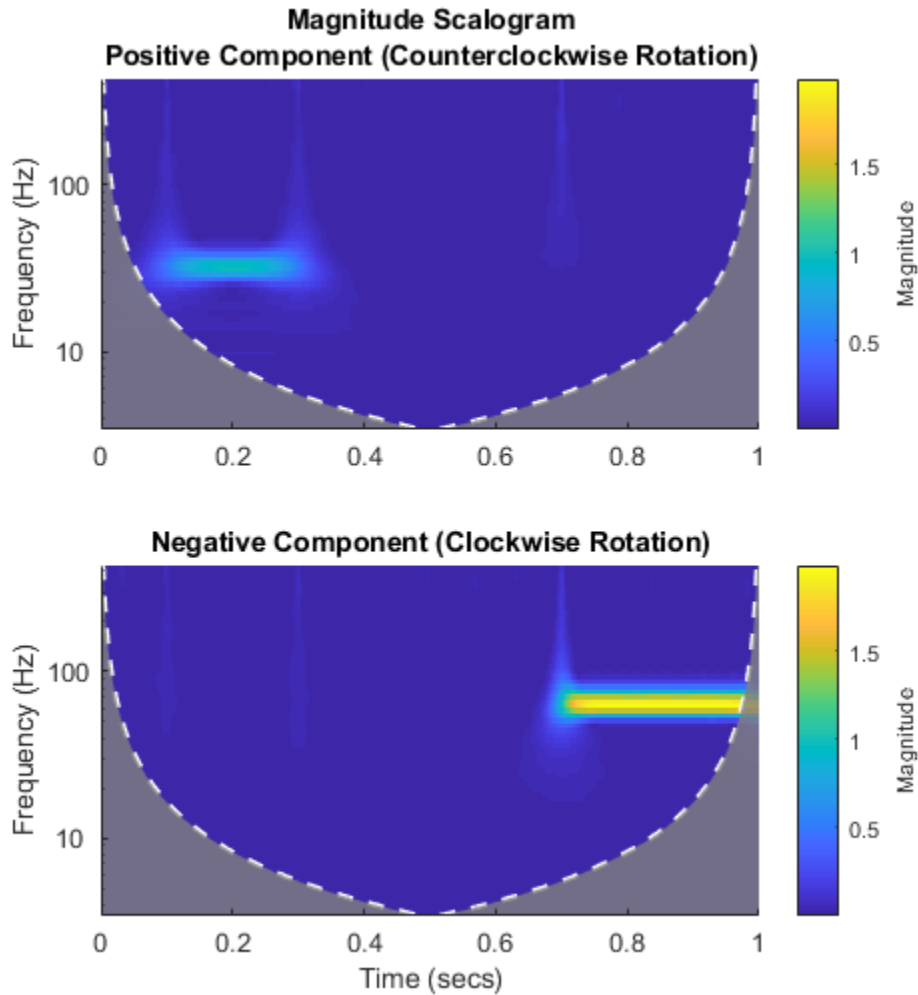 Magnitude Scalogram
Positive Component (Counterclockwise Rotation)
Frequency (Hz)
100
10
0 0.2 0.4 0.6 0.8 1
1.5
1
0.5
Magnitude
Negative Component (Clockwise Rotation)
Frequency (Hz)
100
10
0 0.2 0.4 0.6 0.8 1
Time (secs)
1.5
1
0.5
Magnitude